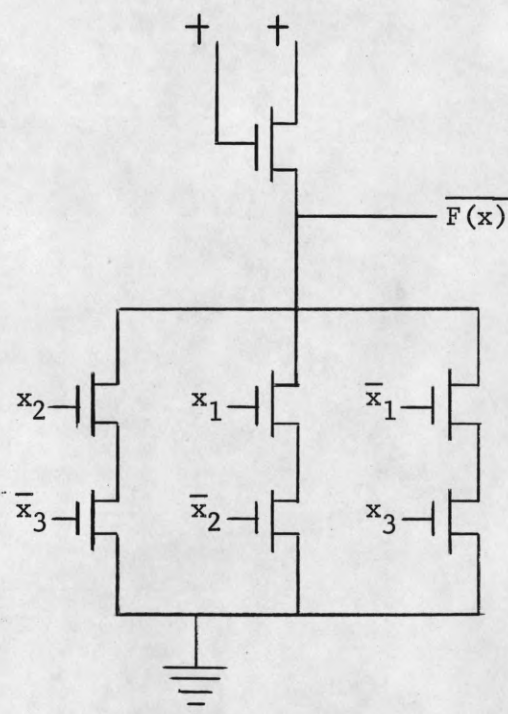 + +
F̅(̅x̅)̅
x₂ x₁ x̅₁
x̅₃ x̅₂ x₃